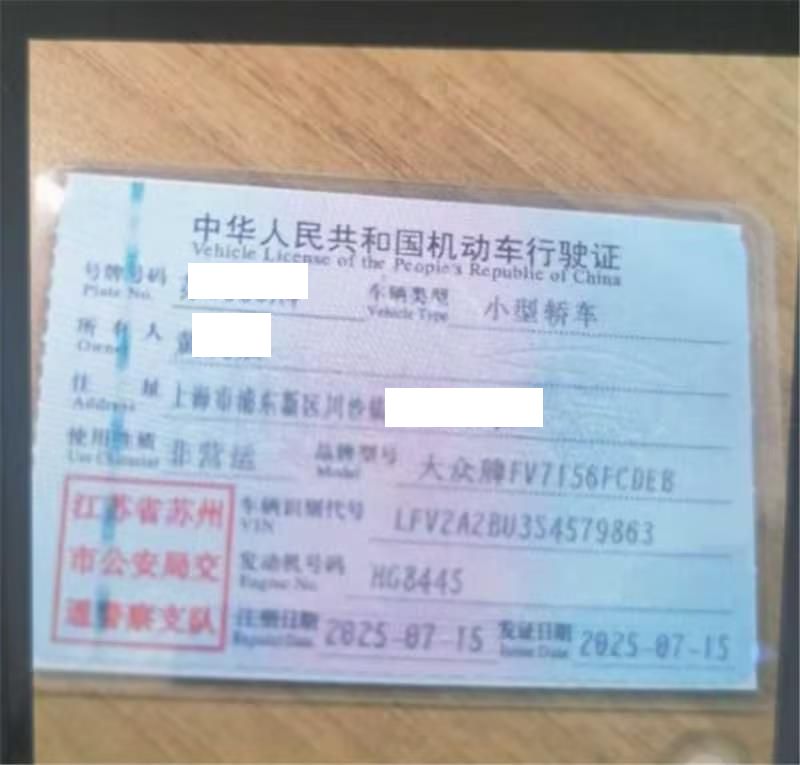 中华人民共和国机动车行驶证
Vehicle License of the People's Republic of China
号牌号码
Plate No.
车辆类型 小型轿车
Vehicle Type
所有人
Owner
住址 上海市浦东新区川沙镇
Address
使用性质 非营运
Use Character
品牌型号 大众牌FV7156FCDEB
Model
车辆识别代号 LFV2A2BU3S4579863
VIN
发动机号码 HG8445
Engine No.
注册日期 2025-07-15
Register Date
发证日期 2025-07-15
Issue Date
江苏省苏州
市公安局交
通警察支队